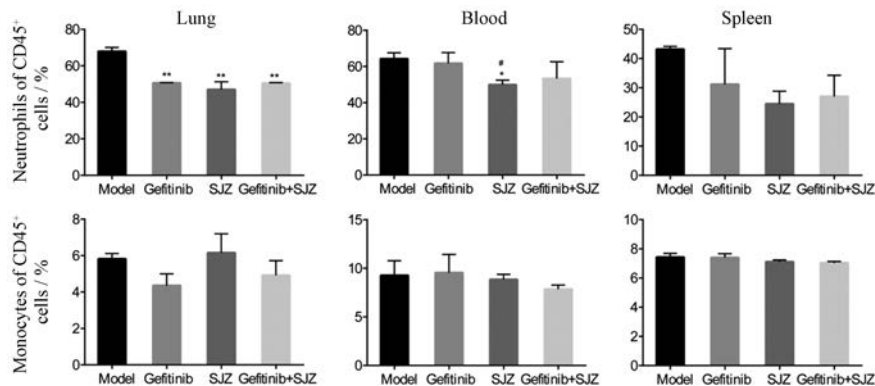 Lung
Blood
Spleen
Neutrophils of CD45⁺
cells / %
80
60
40
20
0
**
**
**
Model
Gefitinib
SJZ
Gefitinib+SJZ
80
60
40
20
0
#
*
Model
Gefitinib
SJZ
Gefitinib+SJZ
50
40
30
20
10
0
Model
Gefitinib
SJZ
Gefitinib+SJZ
Monocytes of CD45⁺
cells / %
8
6
4
2
0
Model
Gefitinib
SJZ
Gefitinib+SJZ
15
10
5
0
Model
Gefitinib
SJZ
Gefitinib+SJZ
10
8
6
4
2
0
Model
Gefitinib
SJZ
Gefitinib+SJZ